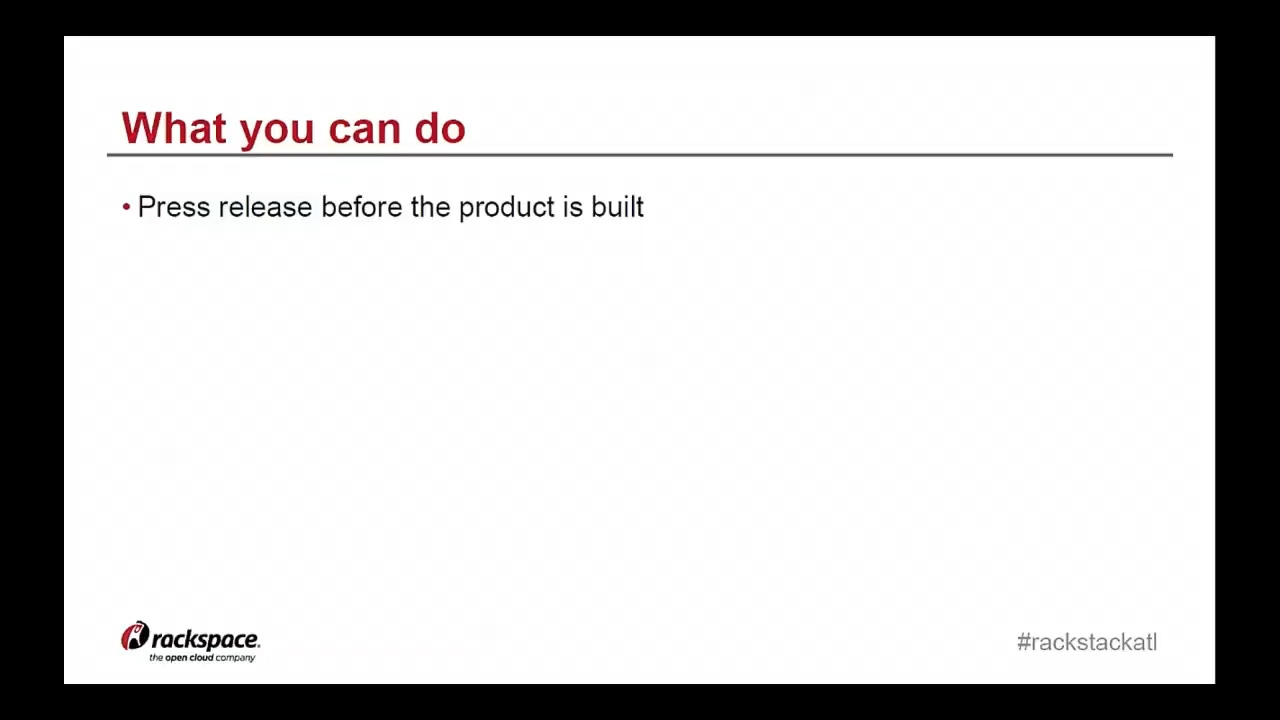 What you can do
• Press release before the product is built
rackspace.
the open cloud company
#rackstackatl